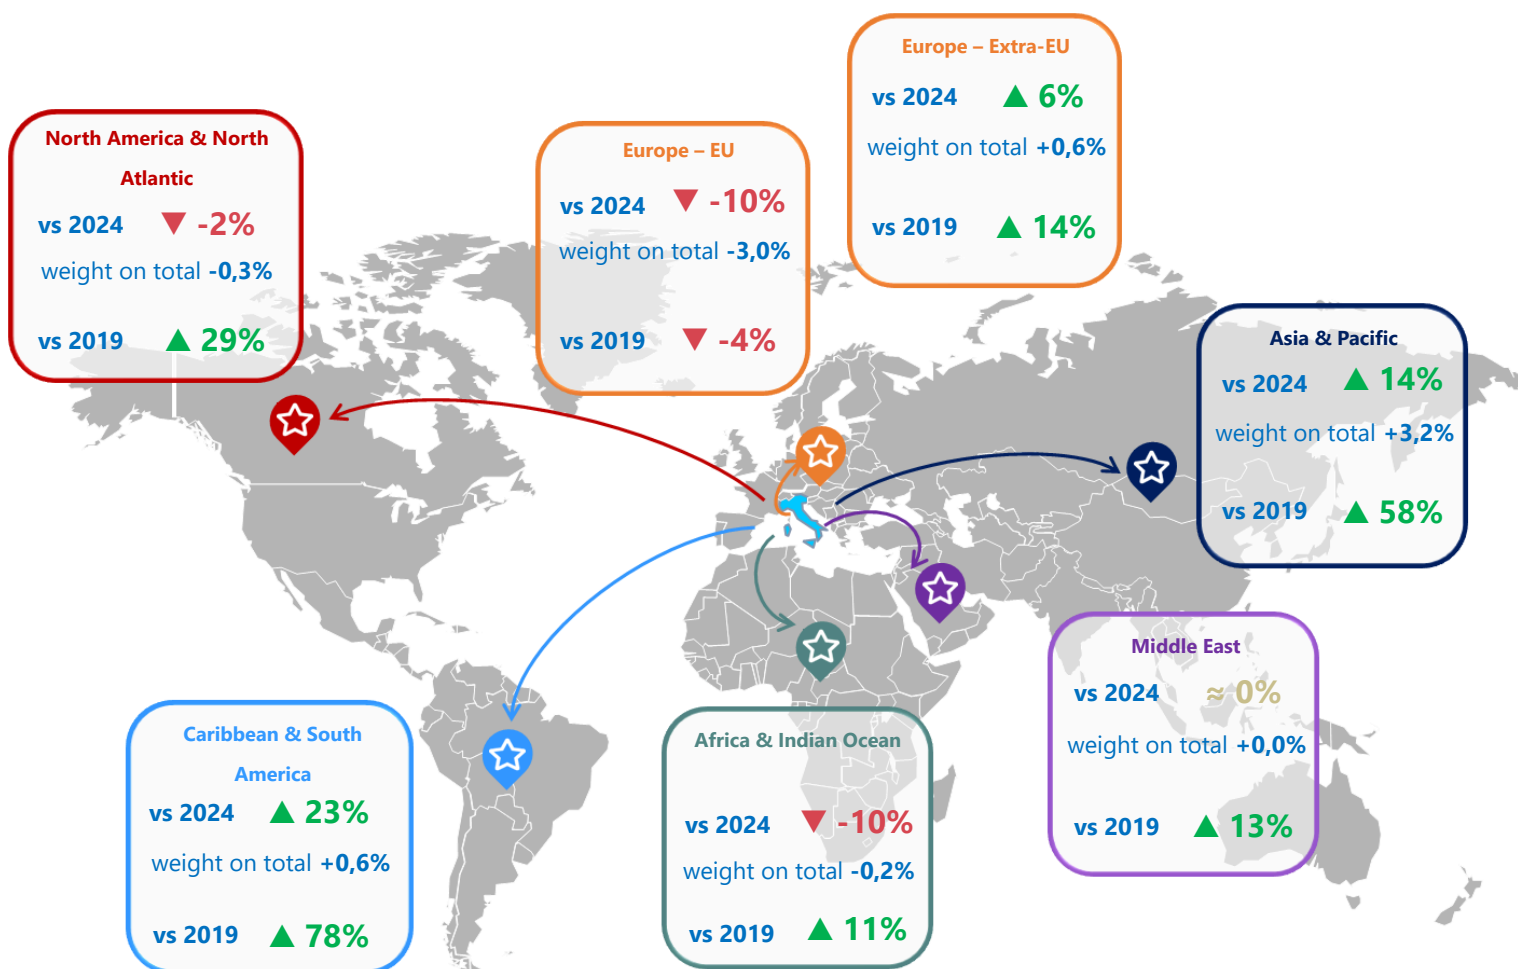 Europe – Extra-EU
vs 2024 ▲ 6%
weight on total +0,6%
vs 2019 ▲ 14%
North America & North
Atlantic
vs 2024 ▼ -2%
weight on total -0,3%
vs 2019 ▲ 29%
Europe – EU
vs 2024 ▼ -10%
weight on total -3,0%
vs 2019 ▼ -4%
Asia & Pacific
vs 2024 ▲ 14%
weight on total +3,2%
vs 2019 ▲ 58%
Middle East
vs 2024 ≈ 0%
weight on total +0,0%
vs 2019 ▲ 13%
Caribbean & South
America
vs 2024 ▲ 23%
weight on total +0,6%
vs 2019 ▲ 78%
Africa & Indian Ocean
vs 2024 ▼ -10%
weight on total -0,2%
vs 2019 ▲ 11%